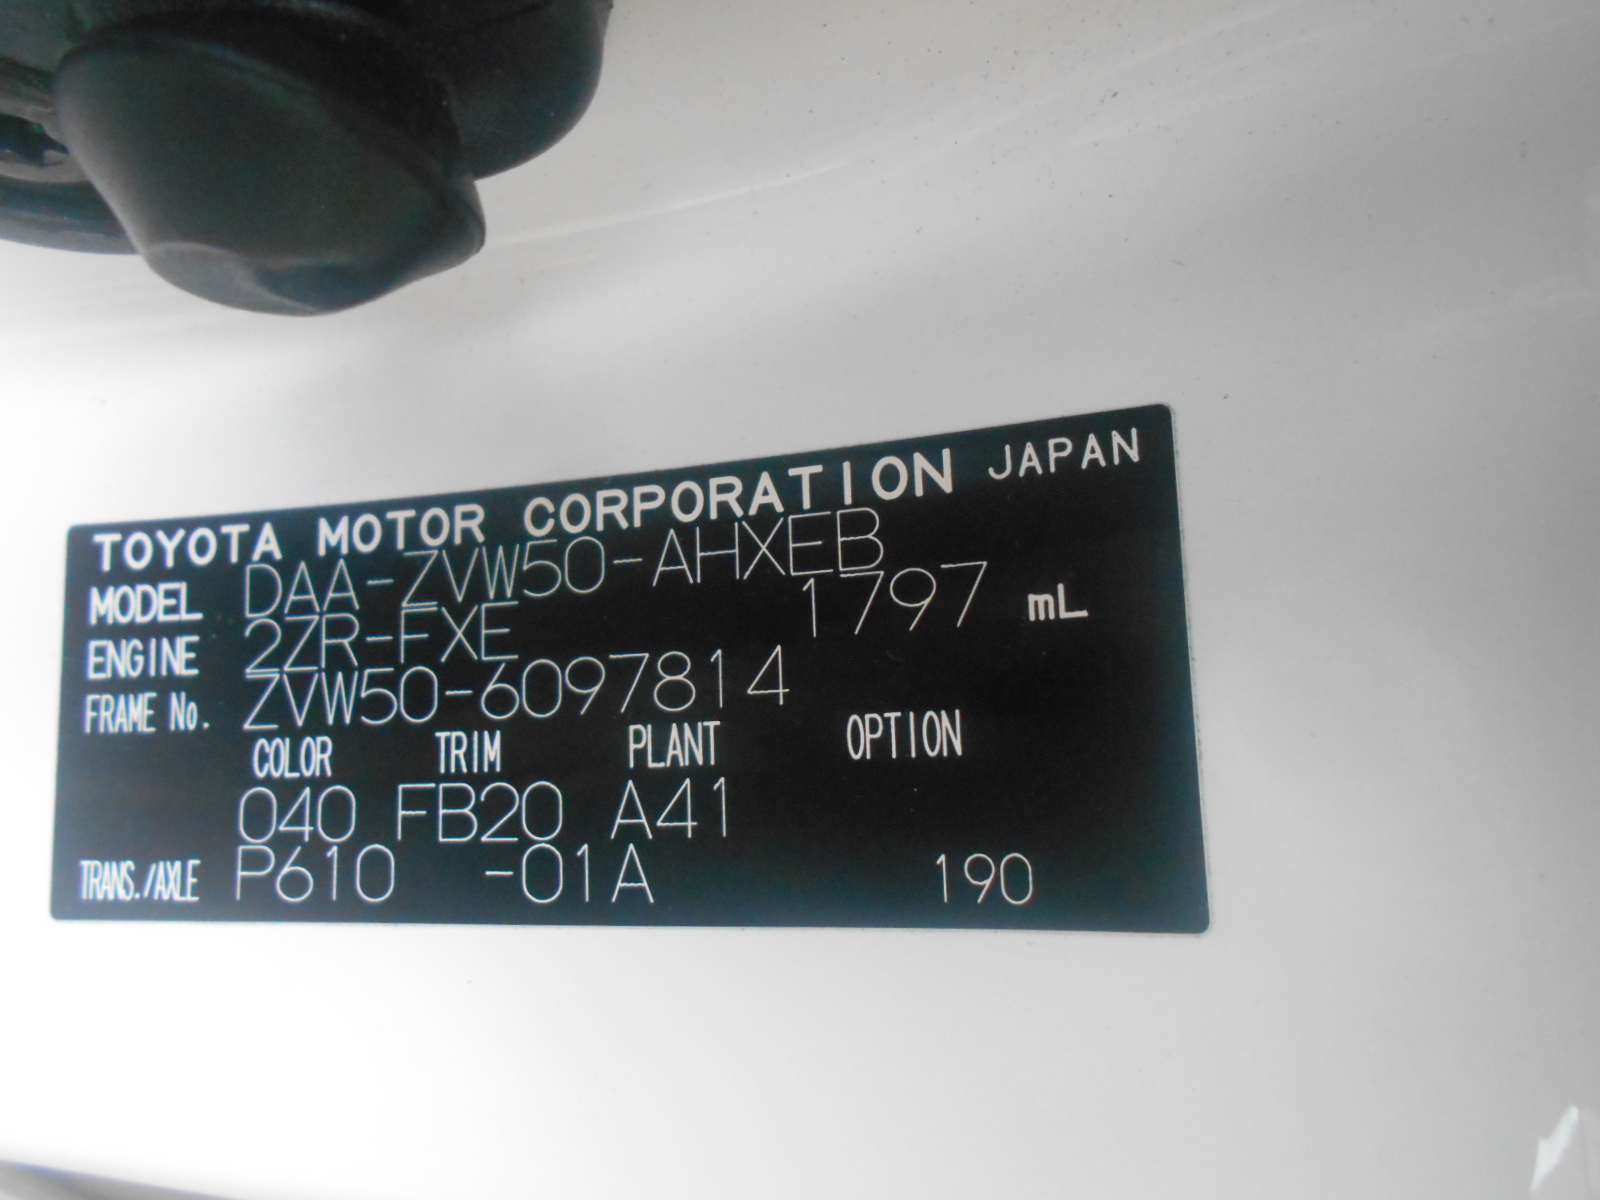 TOYOTA MOTOR CORPORATION JAPAN
MODEL DAA-ZVW50-AHXEB
ENGINE 2ZR-FXE 1797 mL
FRAME No. ZVW50-6097814
COLOR TRIM PLANT OPTION
040 FB20 A41
TRANS./AXLE P610 -01A 190